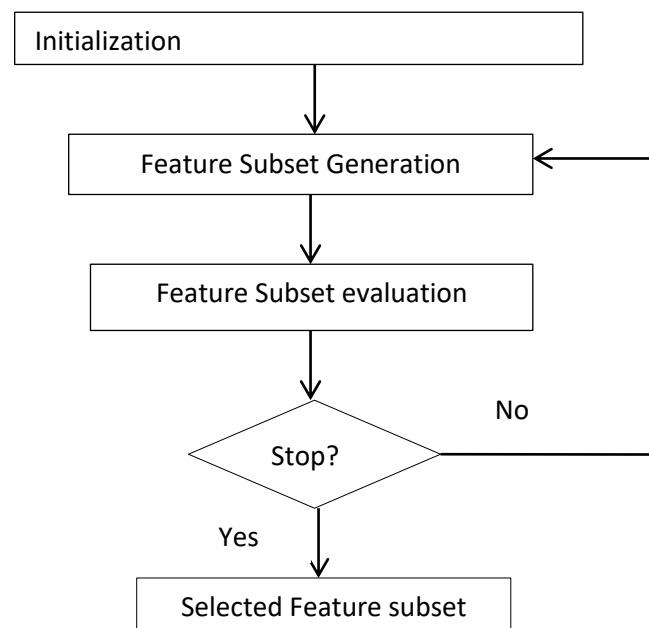 Initialization
Feature Subset Generation
Feature Subset evaluation
No
Stop?
Yes
Selected Feature subset